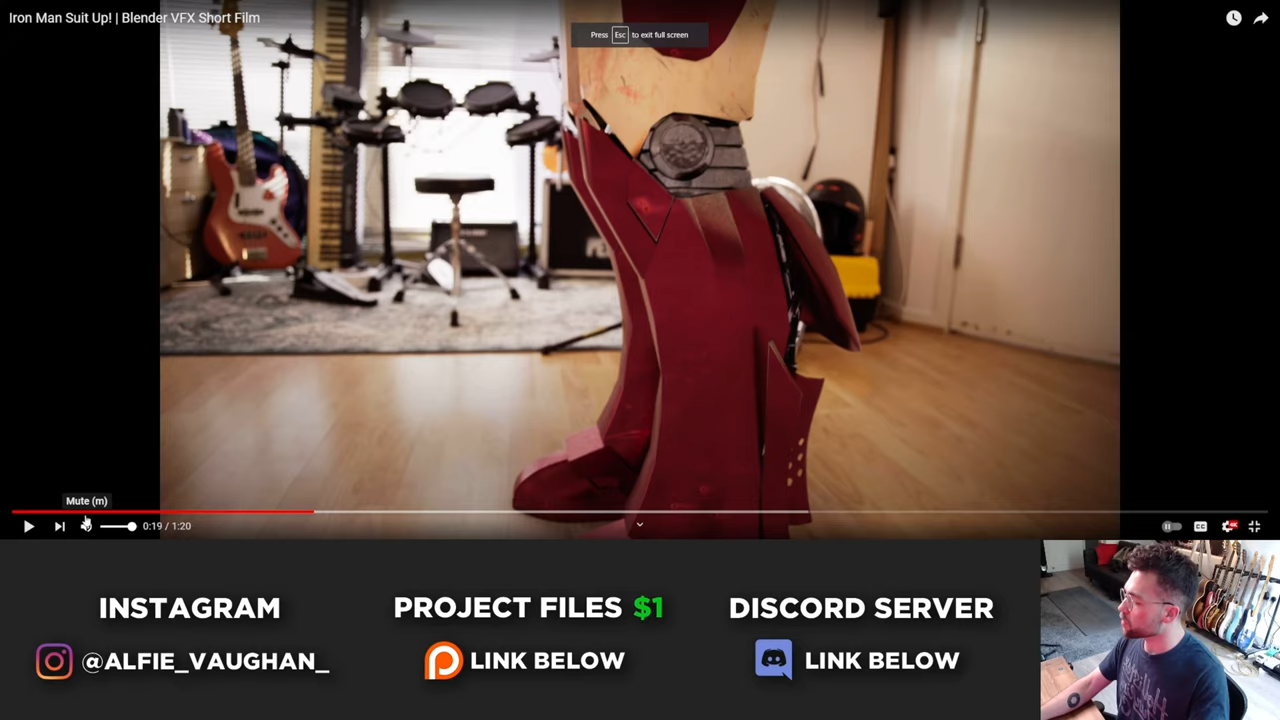 Iron Man Suit Up! | Blender VFX Short Film
Press Esc to exit full screen
Mute (m)
0:19 / 1:20
CC
INSTAGRAM
@ALFIE_VAUGHAN_
PROJECT FILES $1
LINK BELOW
DISCORD SERVER
LINK BELOW